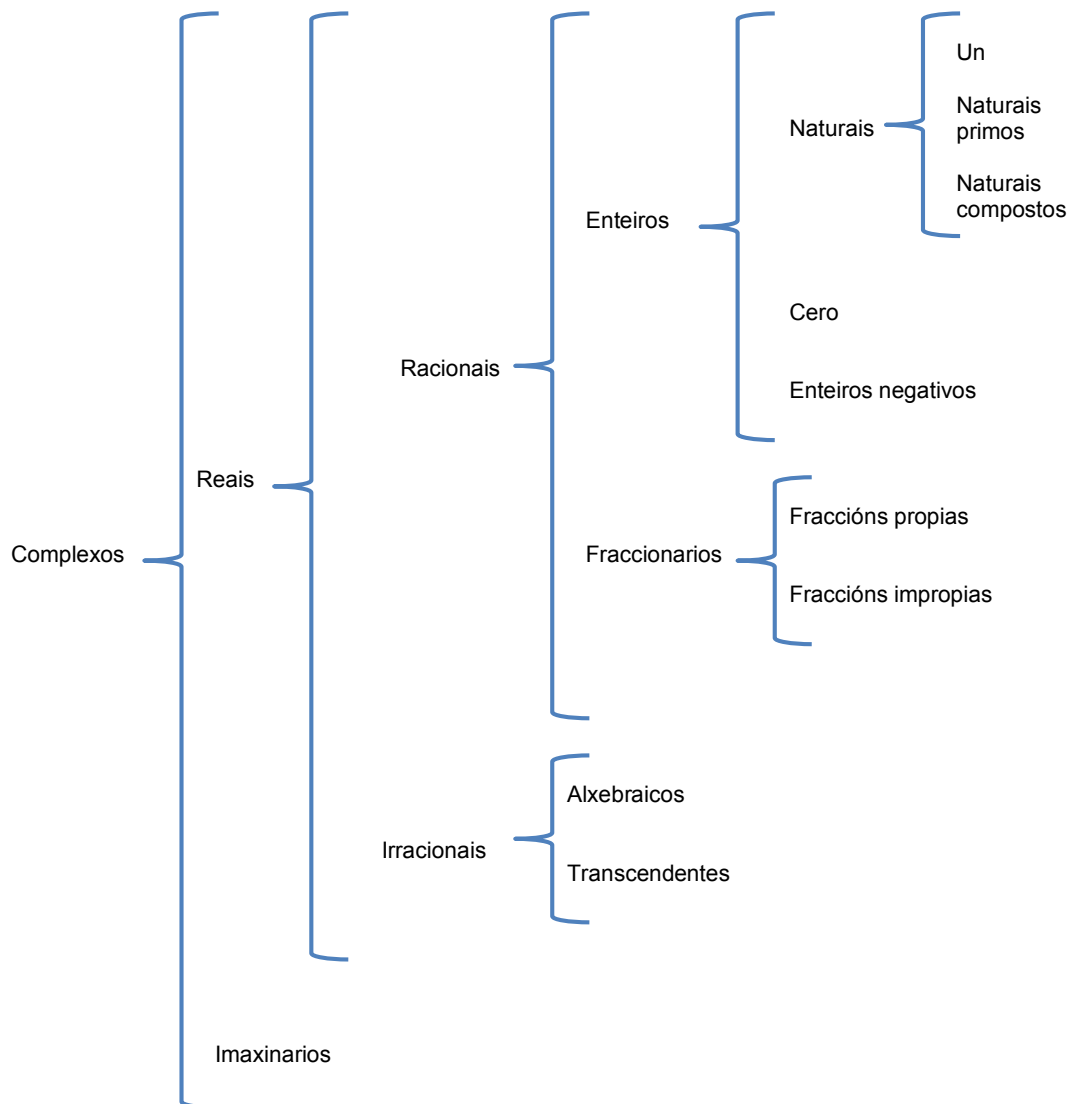 Un
Naturais
Naturais
primos
Naturais
compostos
Enteiros
Cero
Racionais
Enteiros negativos
Reais
Fraccións propias
Complexos
Fraccionarios
Fraccións impropias
Alxebraicos
Irracionais
Transcendentes
Imaxinarios